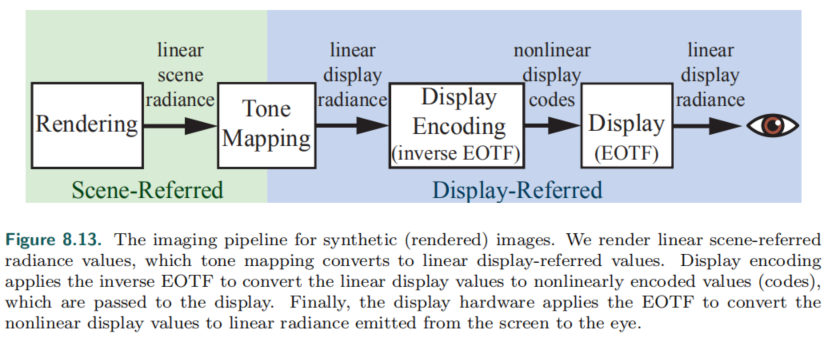 linear
scene
radiance
linear
display
radiance
nonlinear
display
codes
linear
display
radiance
Rendering
Tone
Mapping
Display
Encoding
(inverse EOTF)
Display
(EOTF)
Scene-Referred
Display-Referred
Figure 8.13. The imaging pipeline for synthetic (rendered) images. We render linear scene-referred
radiance values, which tone mapping converts to linear display-referred values. Display encoding
applies the inverse EOTF to convert the linear display values to nonlinearly encoded values (codes),
which are passed to the display. Finally, the display hardware applies the EOTF to convert the
nonlinear display values to linear radiance emitted from the screen to the eye.